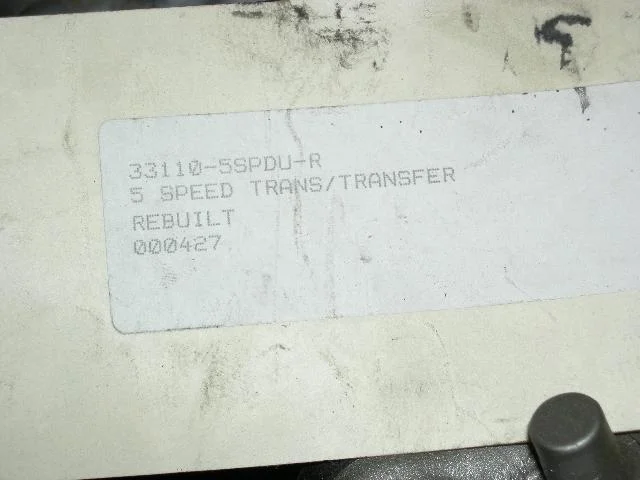 33110-5SPDU-R
5 SPEED TRANS/TRANSFER
REBUILT
000427